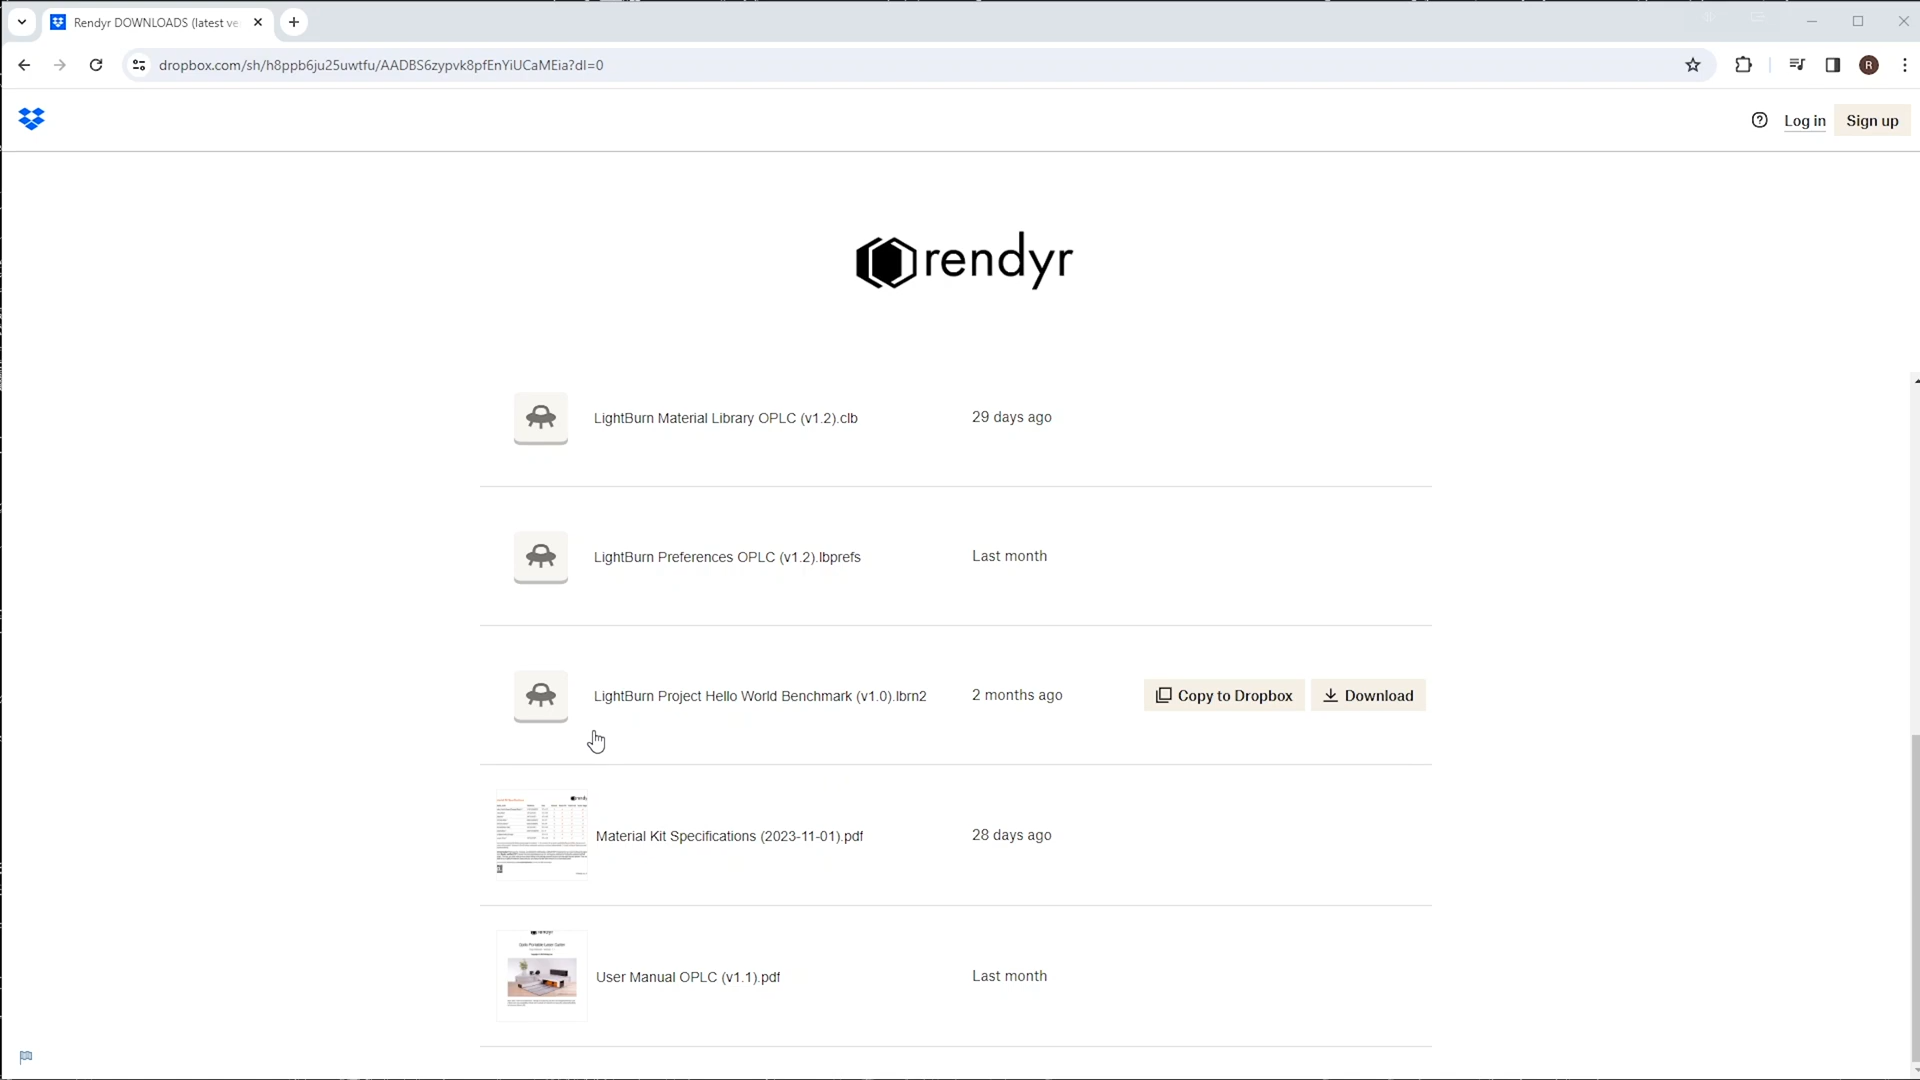 Rendyr DOWNLOADS (latest ve
dropbox.com/sh/h8ppb6ju25uwtfu/AADBS6zypvk8pfEnYiUCaMEia?dl=0
R
Log in
Sign up
rendyr
LightBurn Material Library OPLC (v1.2).clb
29 days ago
LightBurn Preferences OPLC (v1.2).lbprefs
Last month
LightBurn Project Hello World Benchmark (v1.0).lbrn2
2 months ago
Copy to Dropbox
Download
Material Kit Specifications (2023-11-01).pdf
28 days ago
User Manual OPLC (v1.1).pdf
Last month